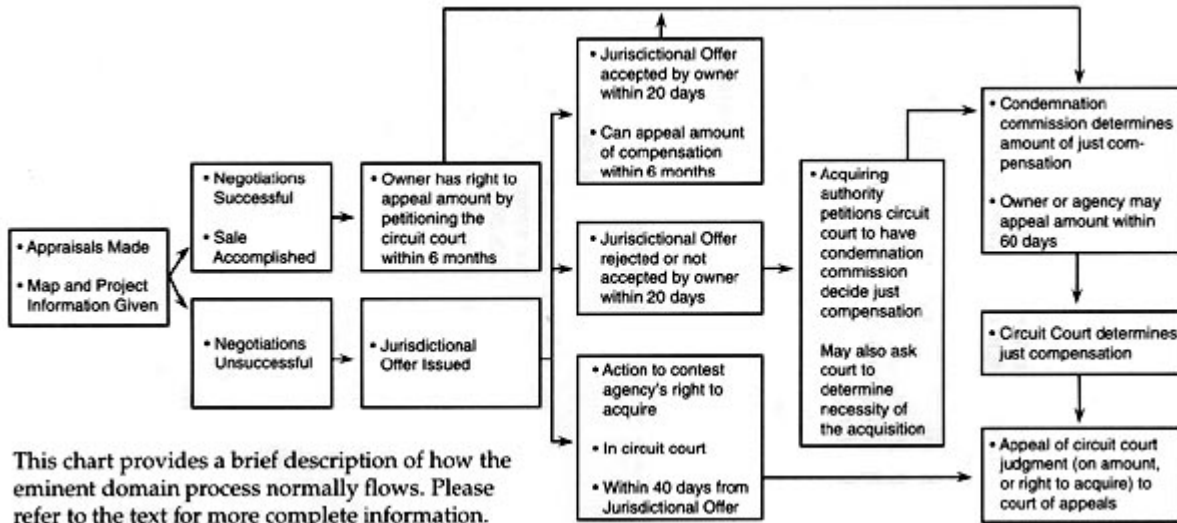 • Appraisals Made
• Map and Project
Information Given
• Negotiations
Successful
• Sale
Accomplished
• Negotiations
Unsuccessful
• Owner has right to
appeal amount by
petitioning the
circuit court
within 6 months
• Jurisdictional
Offer Issued
• Jurisdictional Offer
accepted by owner
within 20 days
• Can appeal amount
of compensation
within 6 months
• Jurisdictional Offer
rejected or not
accepted by owner
within 20 days
• Action to contest
agency's right to
acquire
• In circuit court
• Within 40 days from
Jurisdictional Offer
• Acquiring
authority
petitions circuit
court to have
condemnation
commission
decide just
compensation
May also ask
court to
determine
necessity of
the acquisition
• Condemnation
commission determines
amount of just com-
pensation
• Owner or agency may
appeal amount within
60 days
• Circuit Court determines
just compensation
• Appeal of circuit court
judgment (on amount,
or right to acquire) to
court of appeals
This chart provides a brief description of how the
eminent domain process normally flows. Please
refer to the text for more complete information.